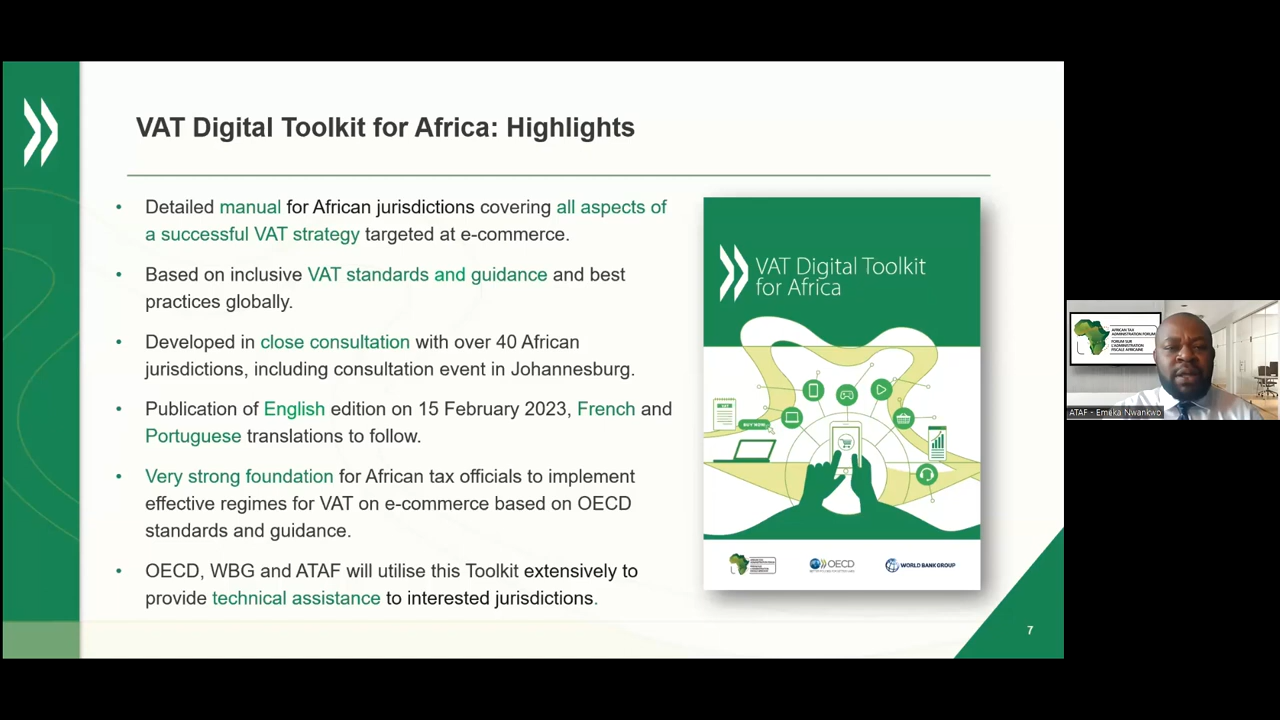 VAT Digital Toolkit for Africa: Highlights
• Detailed manual for African jurisdictions covering all aspects of
a successful VAT strategy targeted at e-commerce.
• Based on inclusive VAT standards and guidance and best
practices globally.
• Developed in close consultation with over 40 African
jurisdictions, including consultation event in Johannesburg.
• Publication of English edition on 15 February 2023, French and
Portuguese translations to follow.
• Very strong foundation for African tax officials to implement
effective regimes for VAT on e-commerce based on OECD
standards and guidance.
• OECD, WBG and ATAF will utilise this Toolkit extensively to
provide technical assistance to interested jurisdictions.
VAT Digital Toolkit
for Africa
BUY NOW
OECD
WORLD BANK GROUP
7
AFRICAN TAX
ADMINISTRATION FORUM
FORUM SUR
L'ADMINISTRATION
FISCALE AFRICAINE
ATAF - Emeka Nwankwo